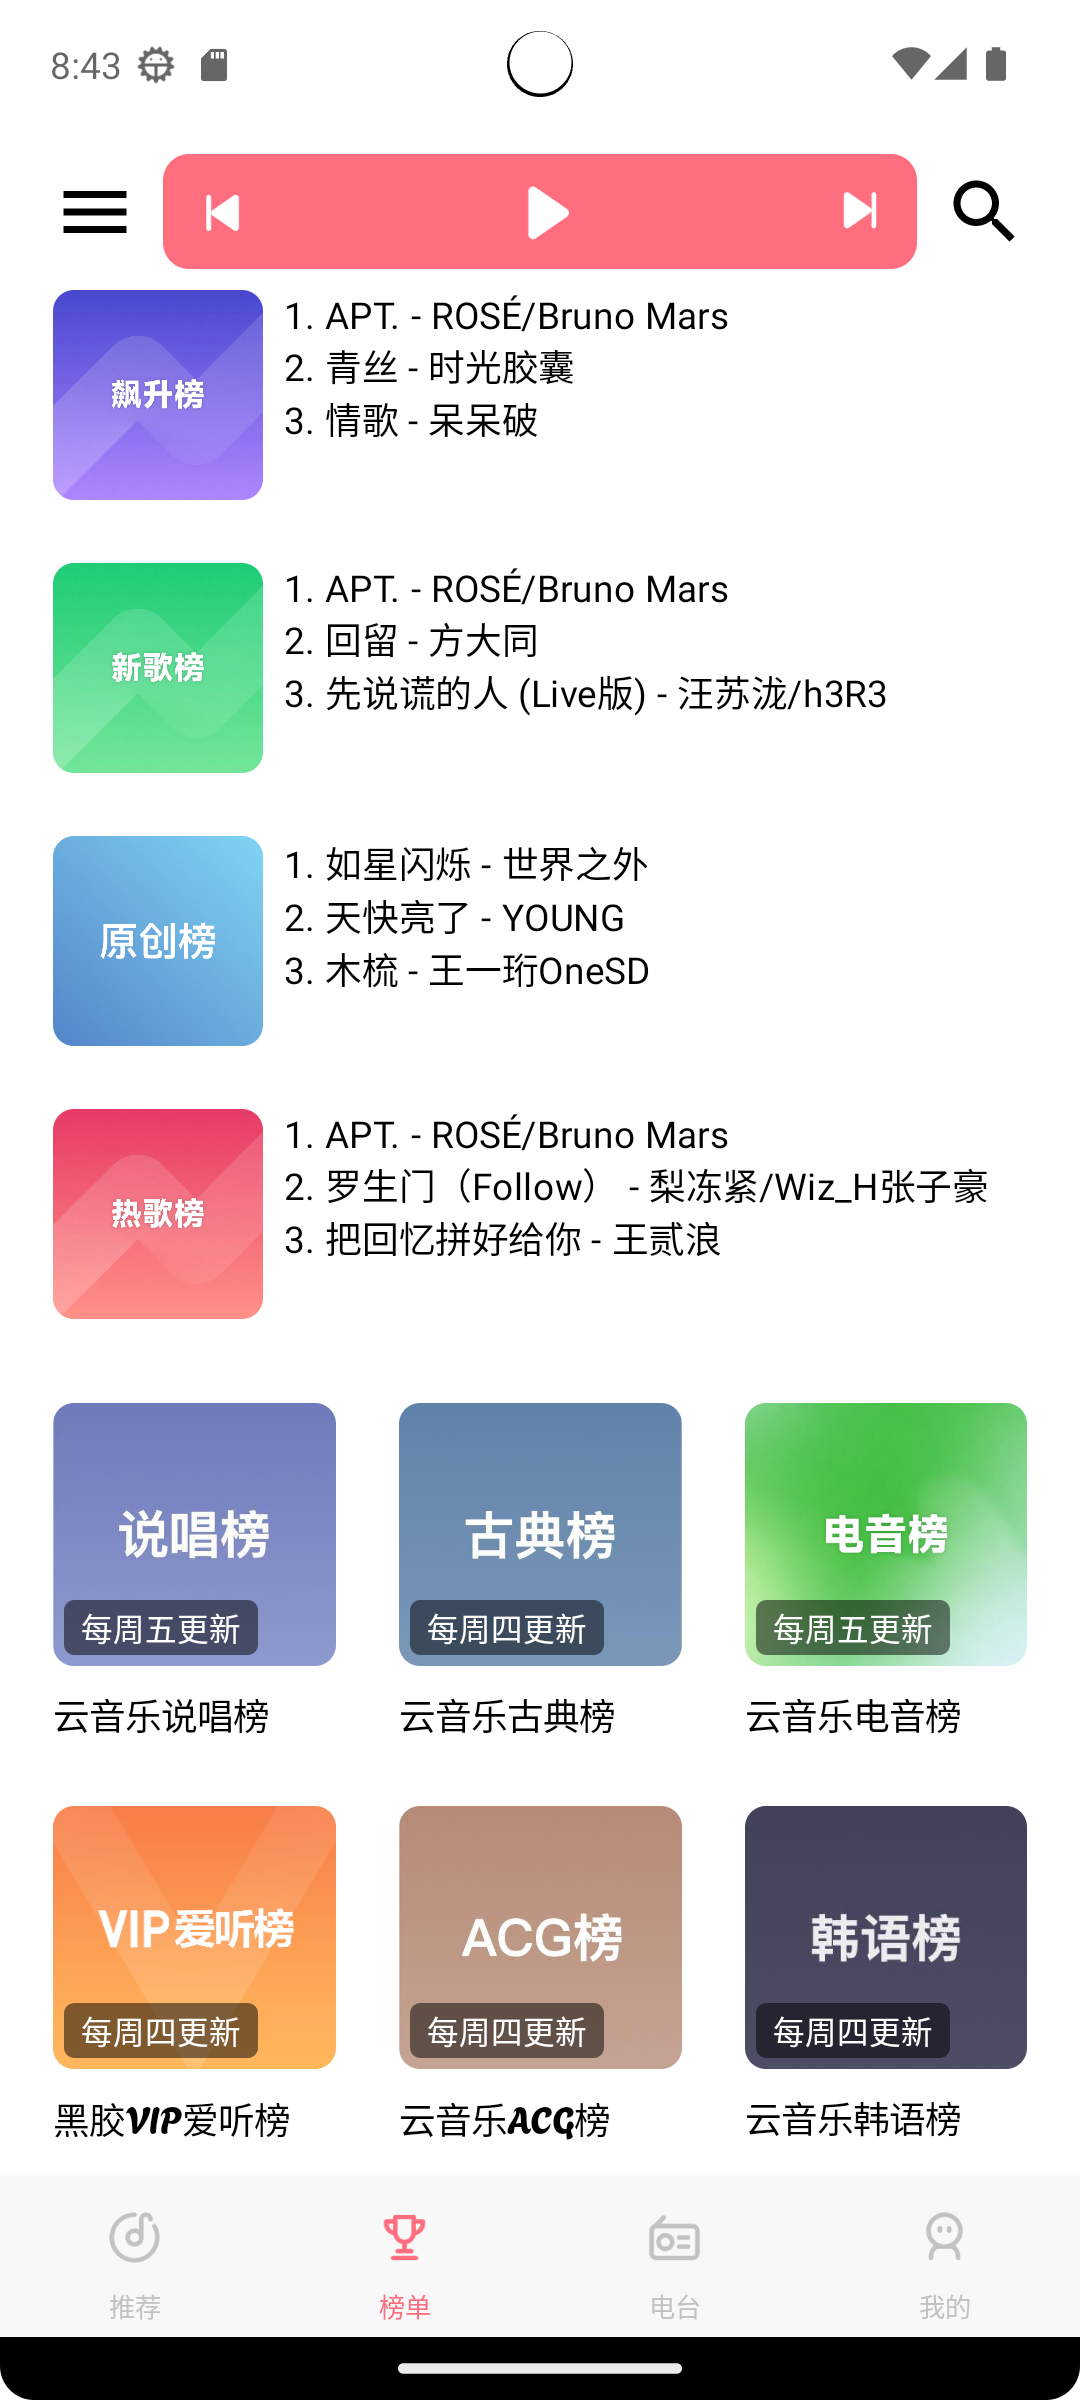 8:43
飙升榜
1. APT. - ROSÉ/Bruno Mars
2. 青丝 - 时光胶囊
3. 情歌 - 呆呆破
新歌榜
1. APT. - ROSÉ/Bruno Mars
2. 回留 - 方大同
3. 先说谎的人 (Live版) - 汪苏泷/h3R3
原创榜
1. 如星闪烁 - 世界之外
2. 天快亮了 - YOUNG
3. 木梳 - 王一珩OneSD
热歌榜
1. APT. - ROSÉ/Bruno Mars
2. 罗生门（Follow） - 梨冻紧/Wiz_H张子豪
3. 把回忆拼好给你 - 王贰浪
说唱榜
每周五更新
云音乐说唱榜
古典榜
每周四更新
云音乐古典榜
电音榜
每周五更新
云音乐电音榜
VIP爱听榜
每周四更新
黑胶VIP爱听榜
ACG榜
每周四更新
云音乐ACG榜
韩语榜
每周四更新
云音乐韩语榜
推荐
榜单
电台
我的